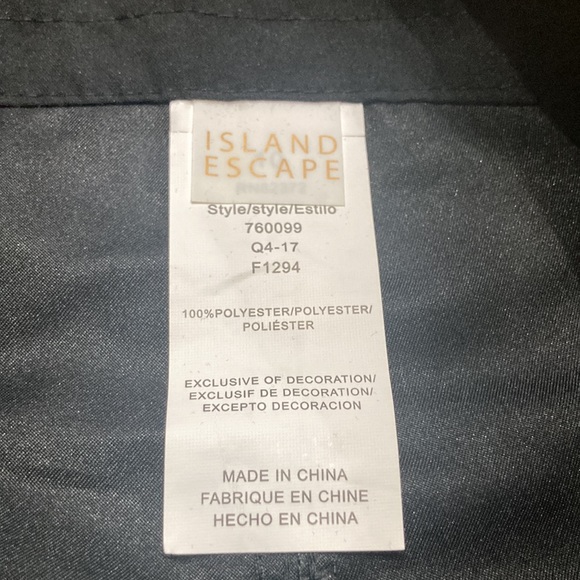 ISLAND
ESCAPE
Style/style/Estilo
760099
Q4-17
F1294
100%POLYESTER/POLYESTER/
POLIÉSTER
EXCLUSIVE OF DECORATION/
EXCLUSIF DE DECORATION/
EXCEPTO DECORACION
MADE IN CHINA
FABRIQUE EN CHINE
HECHO EN CHINA